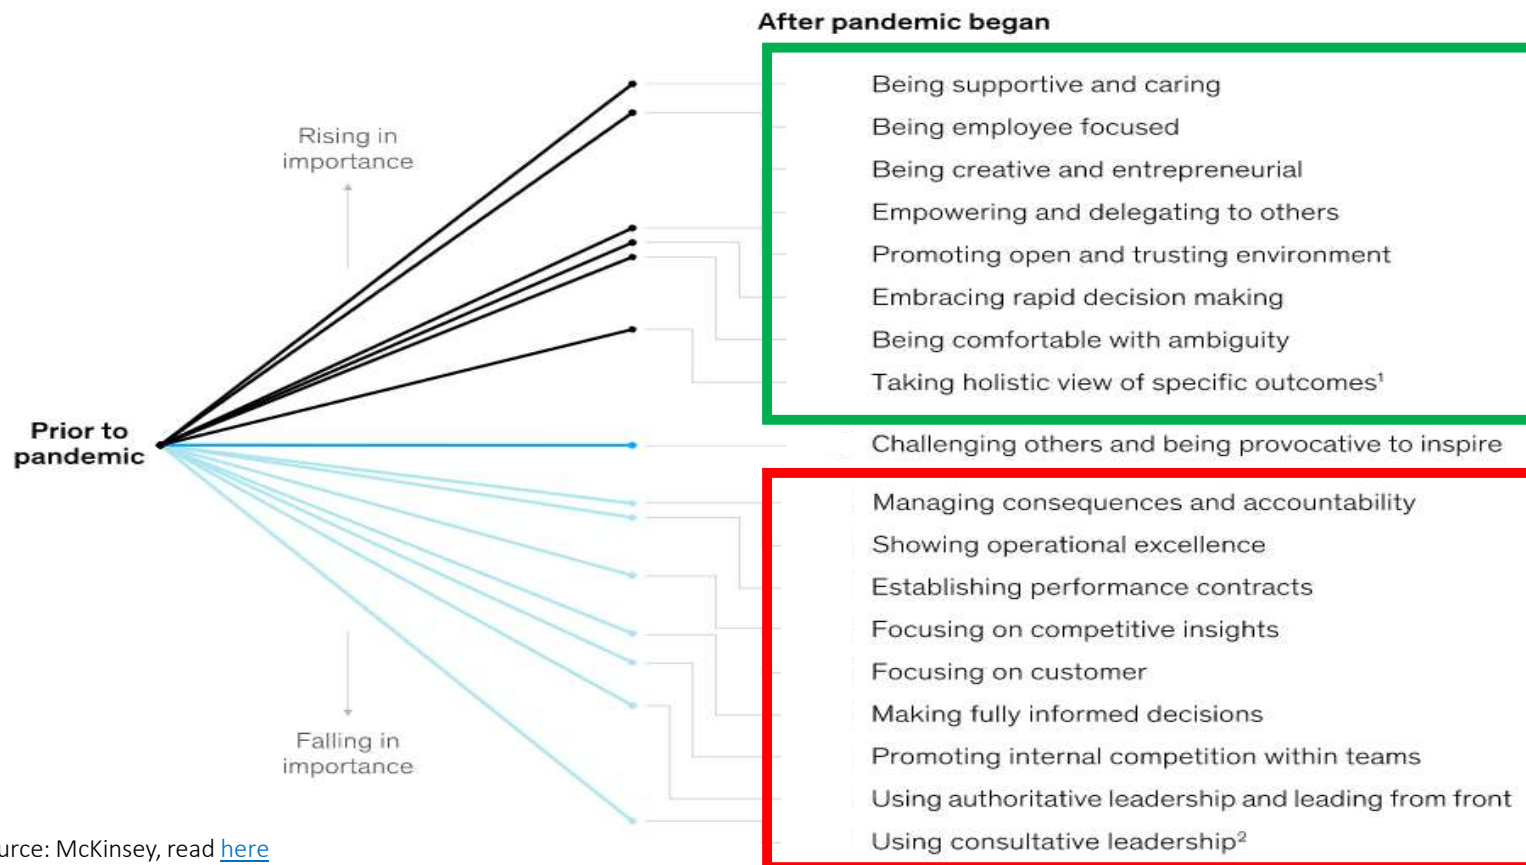 After pandemic began
Being supportive and caring
Being employee focused
Rising in
importance
Being creative and entrepreneurial
Empowering and delegating to others
Promoting open and trusting environment
Embracing rapid decision making
Being comfortable with ambiguity
Taking holistic view of specific outcomes¹
Prior to
pandemic
Challenging others and being provocative to inspire
Managing consequences and accountability
Showing operational excellence
Establishing performance contracts
Focusing on competitive insights
Focusing on customer
Making fully informed decisions
Falling in
importance
Promoting internal competition within teams
Using authoritative leadership and leading from front
Using consultative leadership²
urce: McKinsey, read here